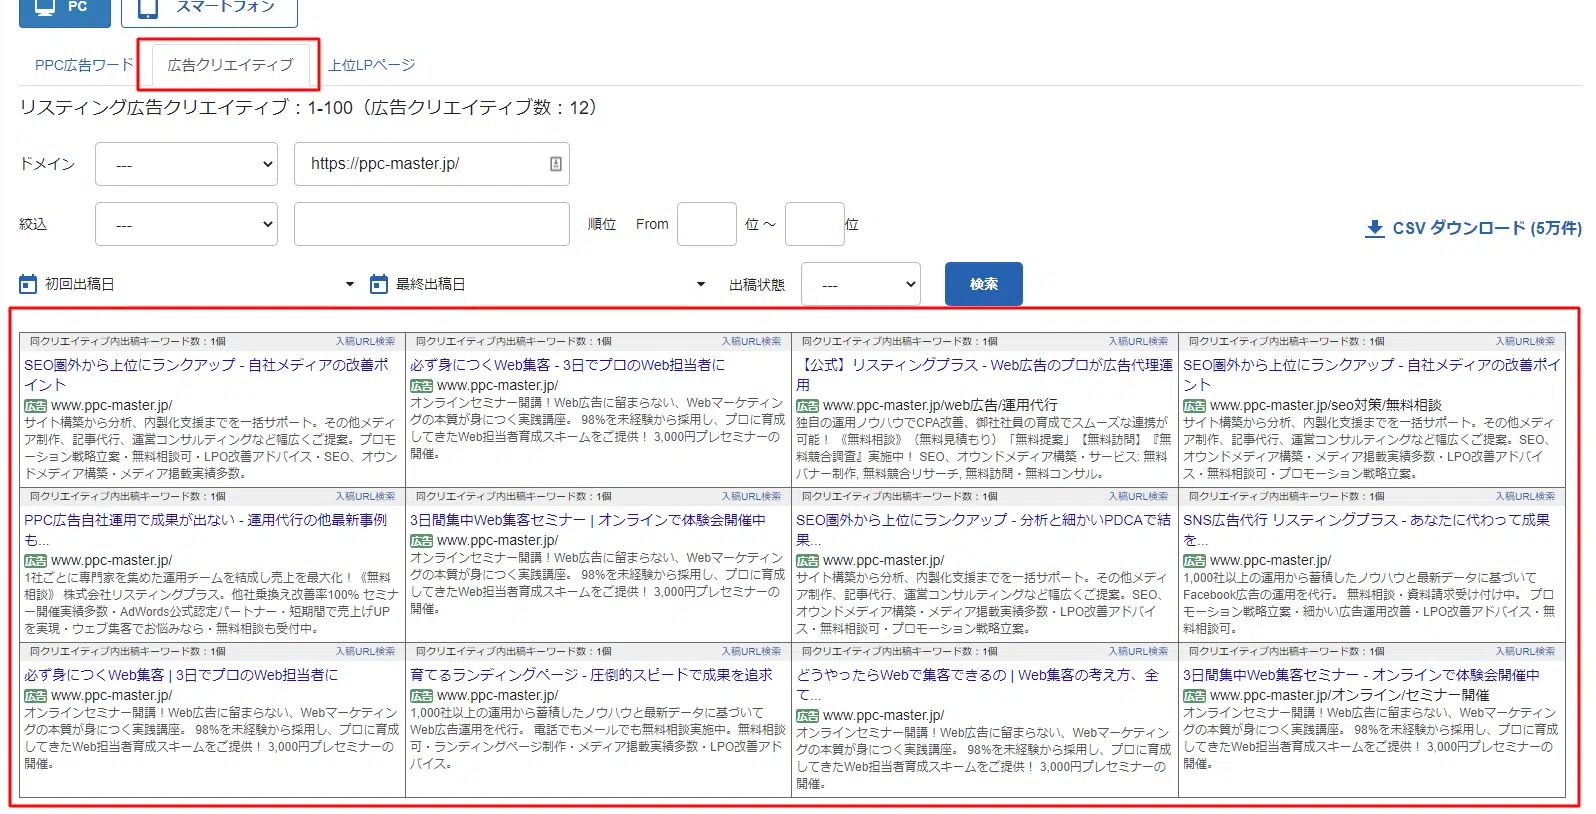 PC
スマートフォン
PPC広告ワード
広告クリエイティブ
上位LPページ
リスティング広告クリエイティブ：1-100（広告クリエイティブ数：12）
ドメイン
---
https://ppc-master.jp/
絞込
---
順位 From 位 ～ 位
CSV ダウンロード (5万件)
初回出稿日
最終出稿日
出稿状態
---
検索
同クリエイティブ内出稿キーワード数：1個 入稿URL検索
SEO圏外から上位にランクアップ - 自社メディアの改善ポ
イント
広告 www.ppc-master.jp/
サイト構築から分析、内製化支援までを一括サポート。その他メデ
ィア制作、記事代行、運営コンサルティングなど幅広くご提案。プロモ
ーション戦略立案・無料相談可・LPO改善アドバイス・SEO、オウン
ドメディア構築・メディア掲載実績多数。
同クリエイティブ内出稿キーワード数：1個 入稿URL検索
必ず身につくWeb集客 - 3日でプロのWeb担当者に
広告 www.ppc-master.jp/
オンラインセミナー開講！Web広告に留まらない、Webマーケティン
グの本質が身につく実践講座。 98%を未経験から採用し、プロに育成
してきたWeb担当者育成スキームをご提供！ 3,000円プレセミナーの
開催。
同クリエイティブ内出稿キーワード数：1個 入稿URL検索
【公式】リスティングプラス - Web広告のプロが広告代理運
用
広告 www.ppc-master.jp/web広告/運用代行
独自の運用ノウハウでCPA改善、御社社員の育成でスムーズな連携が
可能！ 《無料相談》（無料見積もり）「無料提案」【無料訪問】『無
料競合調査』実施中！ SEO、オウンドメディア構築・サービス: 無料
バナー制作, 無料競合リサーチ, 無料訪問・無料コンサル。
同クリエイティブ内出稿キーワード数：1個 入稿URL検索
SEO圏外から上位にランクアップ - 自社メディアの改善ポイ
ント
広告 www.ppc-master.jp/seo対策/無料相談
サイト構築から分析、内製化支援までを一括サポート。その他メディ
ア制作、記事代行、運営コンサルティングなど幅広くご提案。SEO、
オウンドメディア構築・メディア掲載実績多数・LPO改善アドバイ
ス・無料相談可・プロモーション戦略立案。
同クリエイティブ内出稿キーワード数：1個 入稿URL検索
PPC広告自社運用で成果が出ない - 運用代行の他最新事例
も...
広告 www.ppc-master.jp/
1社ごとに専門家を集めた運用チームを結成し売上を最大化！《無料
相談》 株式会社リスティングプラス。他社乗換え改善率100% セミナ
ー開催実績多数・AdWords公式認定パートナー・短期間で売上げUP
を実現・ウェブ集客でお悩みなら・無料相談も受付中。
同クリエイティブ内出稿キーワード数：1個 入稿URL検索
3日間集中Web集客セミナー | オンラインで体験会開催中
広告 www.ppc-master.jp/
オンラインセミナー開講！Web広告に留まらない、Webマーケティン
グの本質が身につく実践講座。 98%を未経験から採用し、プロに育成
してきたWeb担当者育成スキームをご提供！ 3,000円プレセミナーの
開催。
同クリエイティブ内出稿キーワード数：1個 入稿URL検索
SEO圏外から上位にランクアップ - 分析と細かいPDCAで結
果...
広告 www.ppc-master.jp/
サイト構築から分析、内製化支援までを一括サポート。その他メディ
ア制作、記事代行、運営コンサルティングなど幅広くご提案。SEO、
オウンドメディア構築・メディア掲載実績多数・LPO改善アドバイ
ス・無料相談可・プロモーション戦略立案。
同クリエイティブ内出稿キーワード数：1個 入稿URL検索
SNS広告代行 リスティングプラス - あなたに代わって成果
を...
広告 www.ppc-master.jp/
1,000社以上の運用から蓄積したノウハウと最新データに基づいて
Facebook広告の運用を代行。 無料相談・資料請求受け付け中。 プロ
モーション戦略立案・細かい広告運用改善・LPO改善アドバイス・無
料相談可。
同クリエイティブ内出稿キーワード数：1個 入稿URL検索
必ず身につくWeb集客 | 3日でプロのWeb担当者に
広告 www.ppc-master.jp/
オンラインセミナー開講！Web広告に留まらない、Webマーケティン
グの本質が身につく実践講座。 98%を未経験から採用し、プロに育成
してきたWeb担当者育成スキームをご提供！ 3,000円プレセミナーの
開催。
同クリエイティブ内出稿キーワード数：1個 入稿URL検索
育てるランディングページ - 圧倒的スピードで成果を追求
広告 www.ppc-master.jp/
1,000社以上の運用から蓄積したノウハウと最新データに基づいて
Web広告運用を代行。 電話でもメールでも無料相談実施中。無料相談
可・ランディングページ制作・メディア掲載実績多数・LPO改善アド
バイス。
同クリエイティブ内出稿キーワード数：1個 入稿URL検索
どうやったらWebで集客できるの | Web集客の考え方、全
て...
広告 www.ppc-master.jp/
オンラインセミナー開講！Web広告に留まらない、Webマーケティン
グの本質が身につく実践講座。 98%を未経験から採用し、プロに育成
してきたWeb担当者育成スキームをご提供！ 3,000円プレセミナーの
開催。
同クリエイティブ内出稿キーワード数：1個 入稿URL検索
3日間集中Web集客セミナー - オンラインで体験会開催中
広告 www.ppc-master.jp/オンライン/セミナー開催
オンラインセミナー開講！Web広告に留まらない、Webマーケティン
グの本質が身につく実践講座。 98%を未経験から採用し、プロに育成
してきたWeb担当者育成スキームをご提供！ 3,000円プレセミナーの
開催。